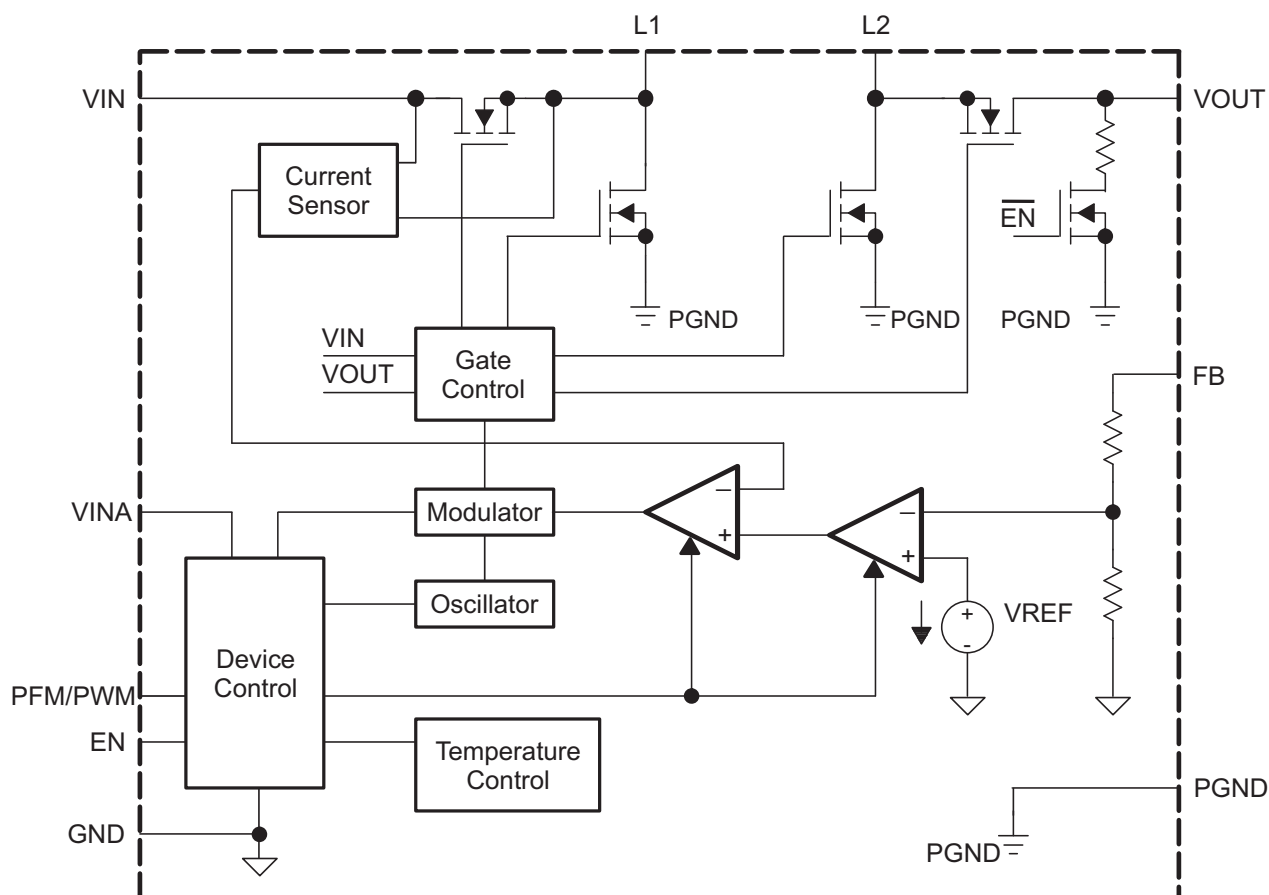 L1
L2
VIN
VOUT
Current
Sensor
E̅N̅
PGND
PGND
PGND
VIN
VOUT
Gate
Control
FB
VINA
Modulator
−
+
−
+
Oscillator
+
-
VREF
Device
Control
PFM/PWM
EN
Temperature
Control
PGND
GND
PGND